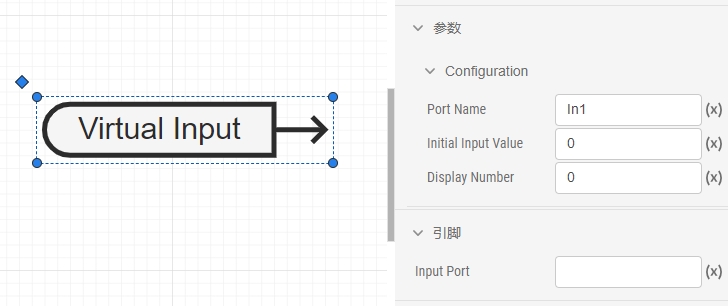 Virtual Input
参数
Configuration
Port Name In1 (x)
Initial Input Value 0 (x)
Display Number 0 (x)
引脚
Input Port (x)